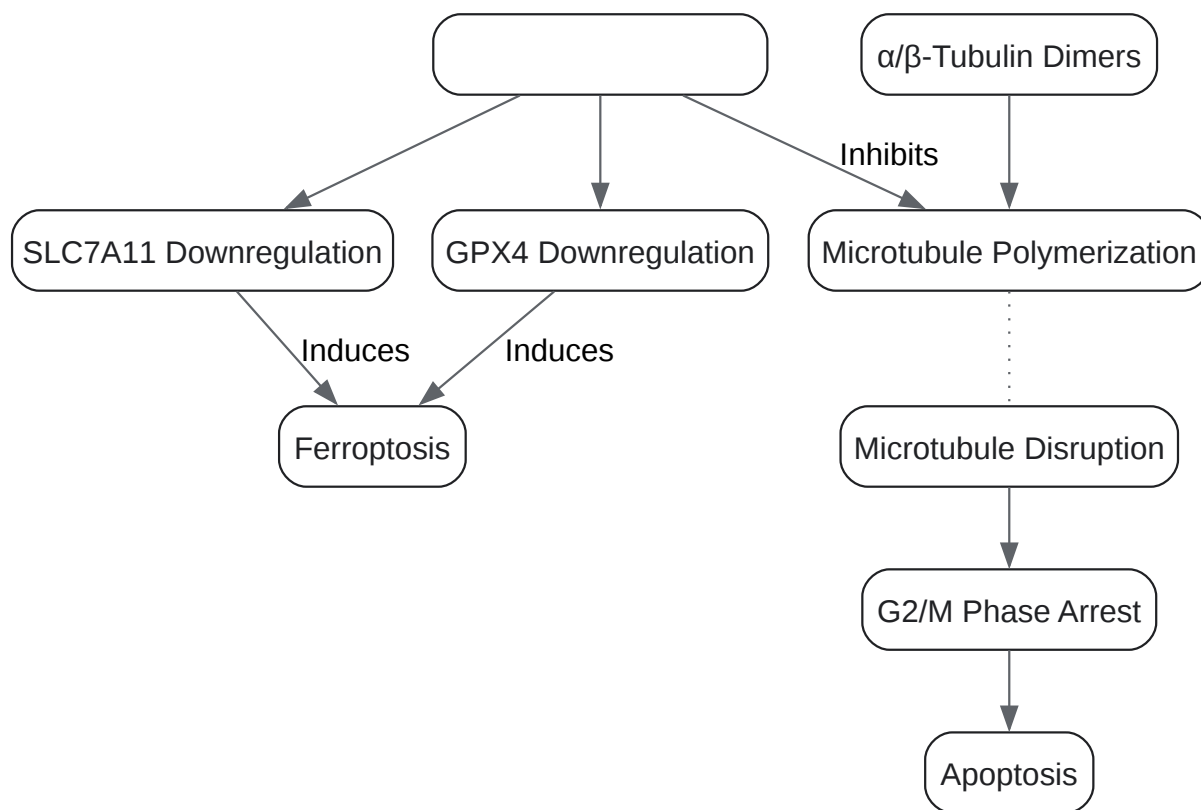 α/β-Tubulin Dimers
Inhibits
SLC7A11 Downregulation
GPX4 Downregulation
Microtubule Polymerization
Induces
Induces
Ferroptosis
Microtubule Disruption
G2/M Phase Arrest
Apoptosis